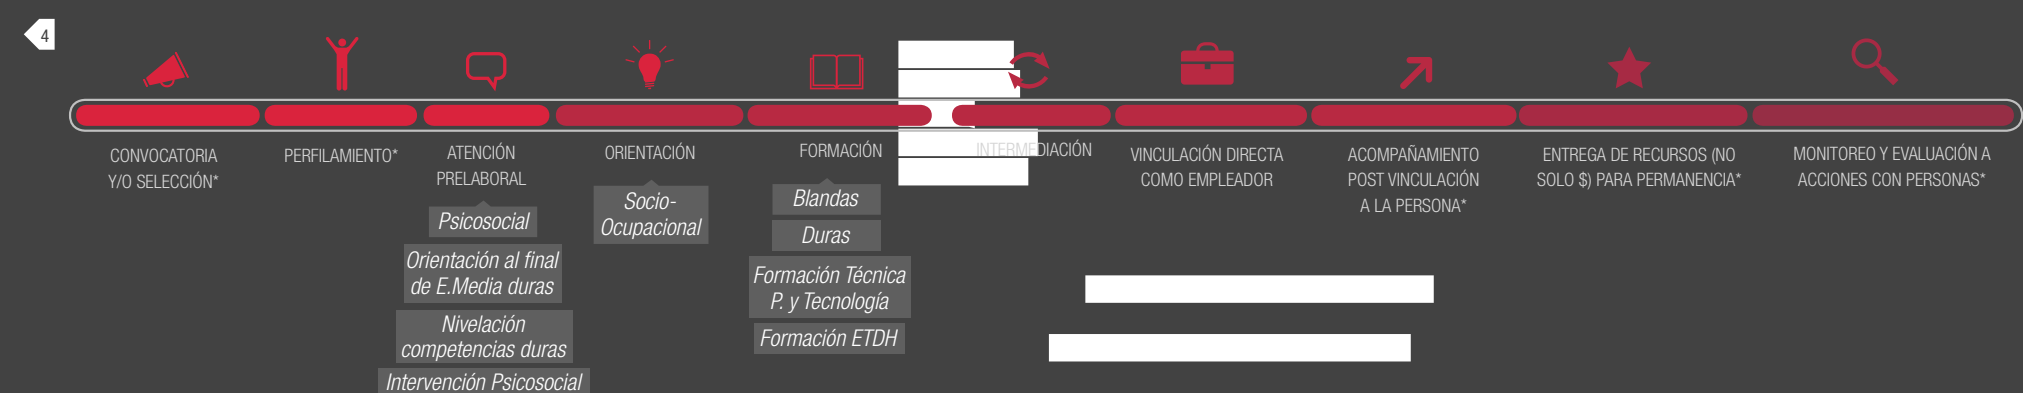 4
CONVOCATORIA
Y/O SELECCIÓN*
PERFILAMIENTO*
ATENCIÓN
PRELABORAL
Psicosocial
Orientación al final
de E.Media duras
Nivelación
competencias duras
Intervención Psicosocial
ORIENTACIÓN
Socio-
Ocupacional
FORMACIÓN
Blandas
Duras
Formación Técnica
P. y Tecnología
Formación ETDH
INTERMEDIACIÓN
VINCULACIÓN DIRECTA
COMO EMPLEADOR
ACOMPAÑAMIENTO
POST VINCULACIÓN
A LA PERSONA*
ENTREGA DE RECURSOS (NO
SOLO $) PARA PERMANENCIA*
MONITOREO Y EVALUACIÓN A
ACCIONES CON PERSONAS*